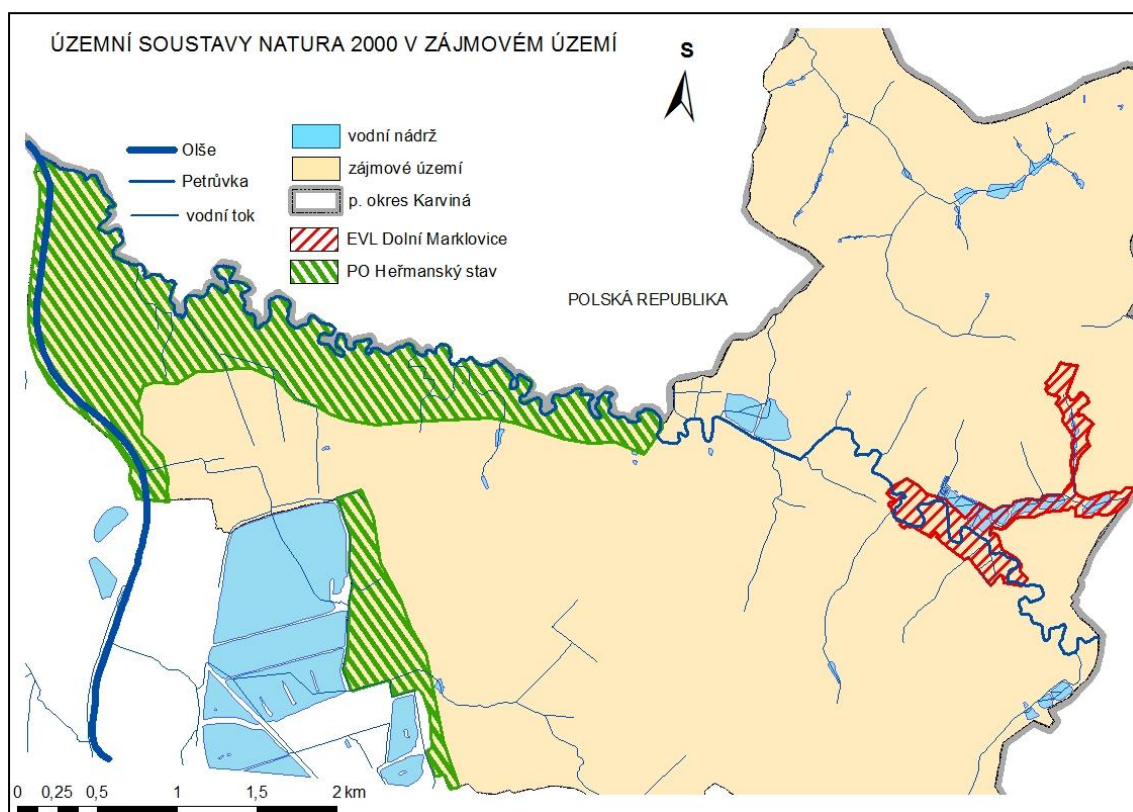 ÚZEMNÍ SOUSTAVY NATURA 2000 V ZÁJMOVÉM ÚZEMÍ
S
Olše
Petrůvka
vodní tok
vodní nádrž
zájmové území
p. okres Karviná
EVL Dolní Marklovice
PO Heřmanský stav
POLSKÁ REPUBLIKA
0 0,25 0,5 1 1,5 2 km